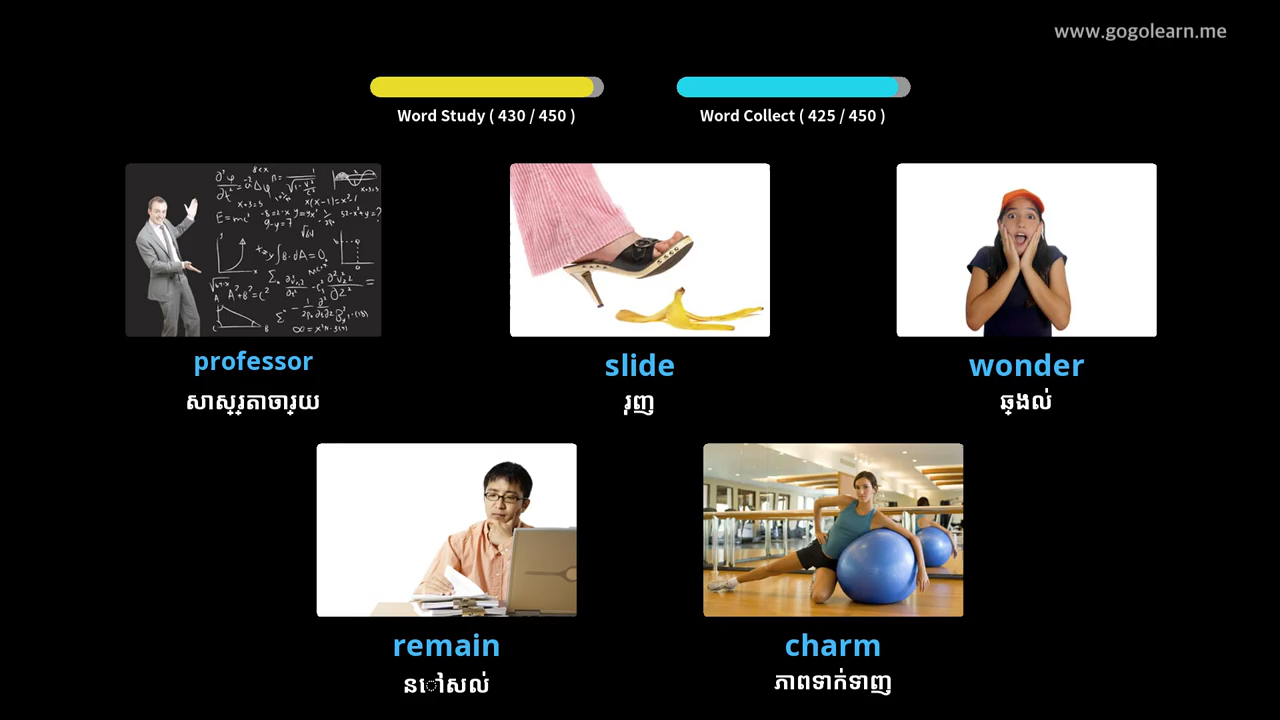 www.gogolearn.me
Word Study ( 430 / 450 )
Word Collect ( 425 / 450 )
professor
slide
wonder
សាស្រ្តាចារ្យ
រុញ
ឆ្ងល់
remain
charm
នៅសល់
ភាពទាក់ទាញ